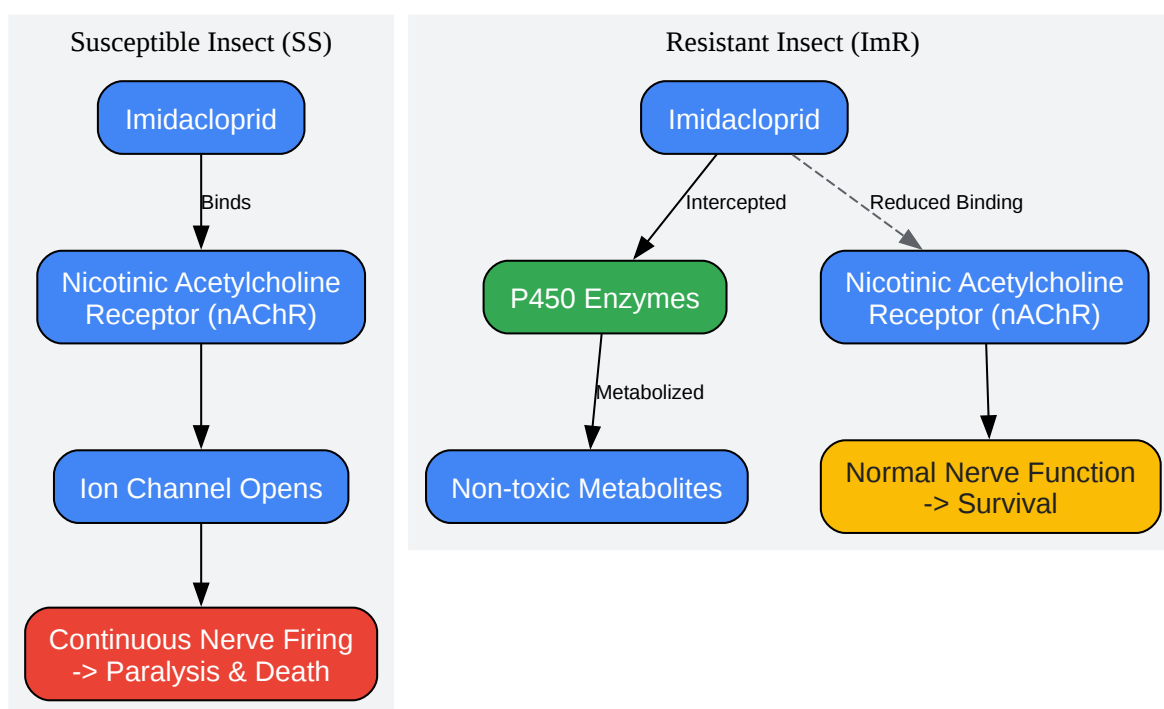 Susceptible Insect (SS)
Imidacloprid
Binds
Nicotinic Acetylcholine
Receptor (nAChR)
Ion Channel Opens
Continuous Nerve Firing
-> Paralysis & Death
Resistant Insect (ImR)
Imidacloprid
Intercepted
Reduced Binding
P450 Enzymes
Nicotinic Acetylcholine
Receptor (nAChR)
Metabolized
Non-toxic Metabolites
Normal Nerve Function
-> Survival